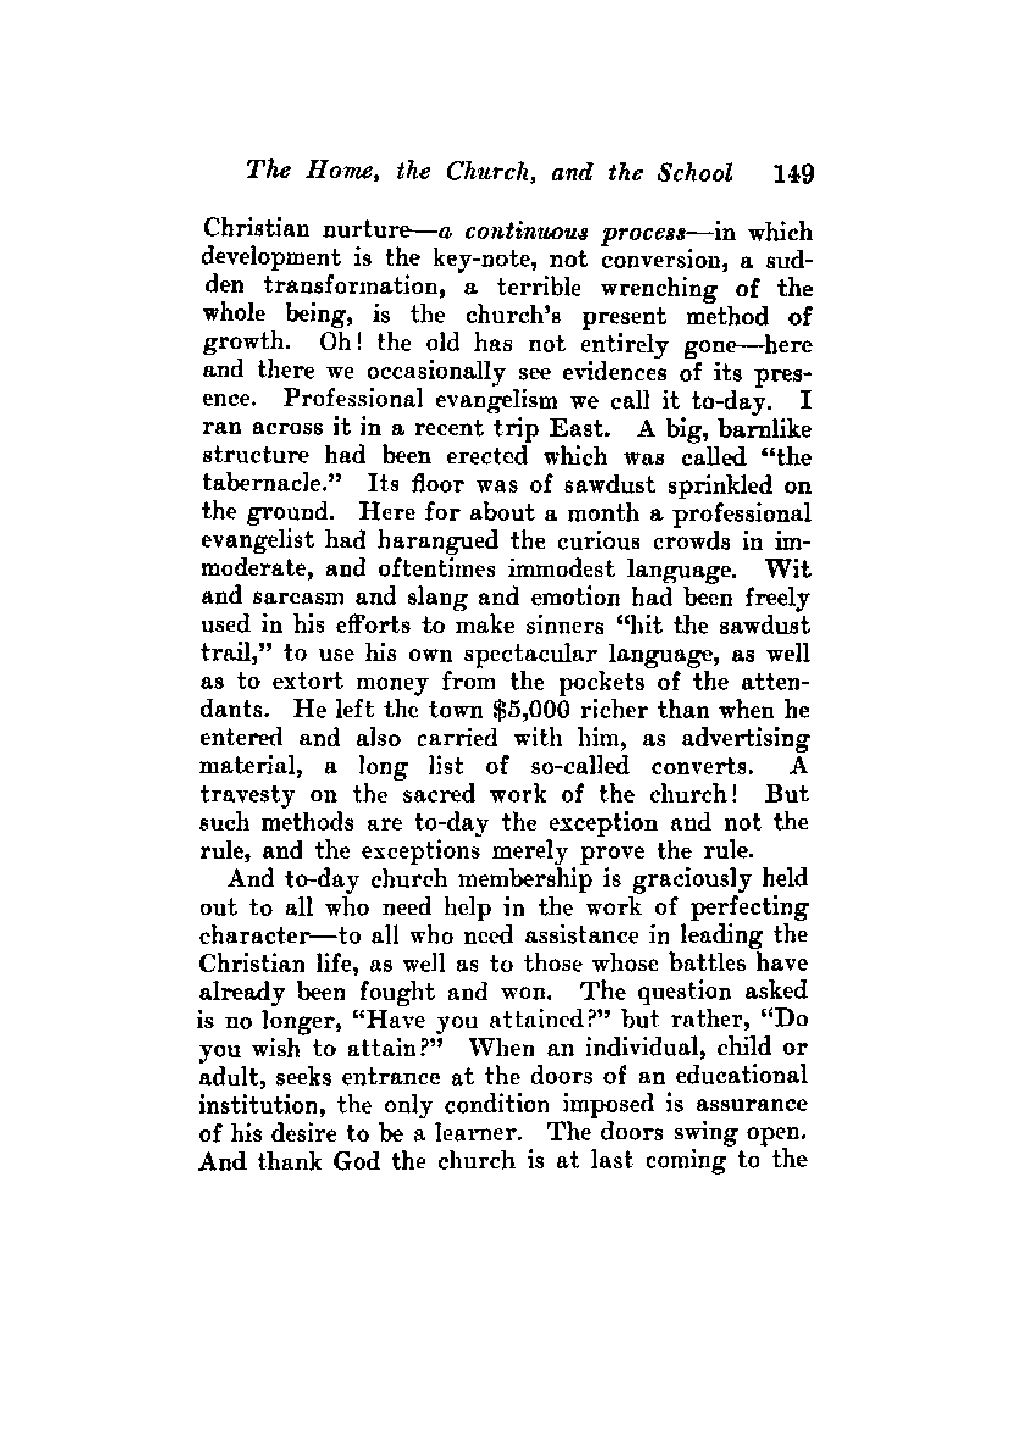 The Home, the Church, and the School 149
Christian nurture—a continuous process—in which
development is the key-note, not conversion, a sud-
den transformation, a terrible wrenching of the
whole being, is the church's present method of
growth. Oh! the old has not entirely gone—here
and there we occasionally see evidences of its pres-
ence. Professional evangelism we call it to-day. I
ran across it in a recent trip East. A big, barnlike
structure had been erected which was called "the
tabernacle." Its floor was of sawdust sprinkled on
the ground. Here for about a month a professional
evangelist had harangued the curious crowds in im-
moderate, and oftentimes immodest language. Wit
and sarcasm and slang and emotion had been freely
used in his efforts to make sinners "hit the sawdust
trail," to use his own spectacular language, as well
as to extort money from the pockets of the atten-
dants. He left the town $5,000 richer than when he
entered and also carried with him, as advertising
material, a long list of so-called converts. A
travesty on the sacred work of the church! But
such methods are to-day the exception and not the
rule, and the exceptions merely prove the rule.
And to-day church membership is graciously held
out to all who need help in the work of perfecting
character—to all who need assistance in leading the
Christian life, as well as to those whose battles have
already been fought and won. The question asked
is no longer, "Have you attained?" but rather, "Do
you wish to attain?" When an individual, child or
adult, seeks entrance at the doors of an educational
institution, the only condition imposed is assurance
of his desire to be a learner. The doors swing open.
And thank God the church is at last coming to the